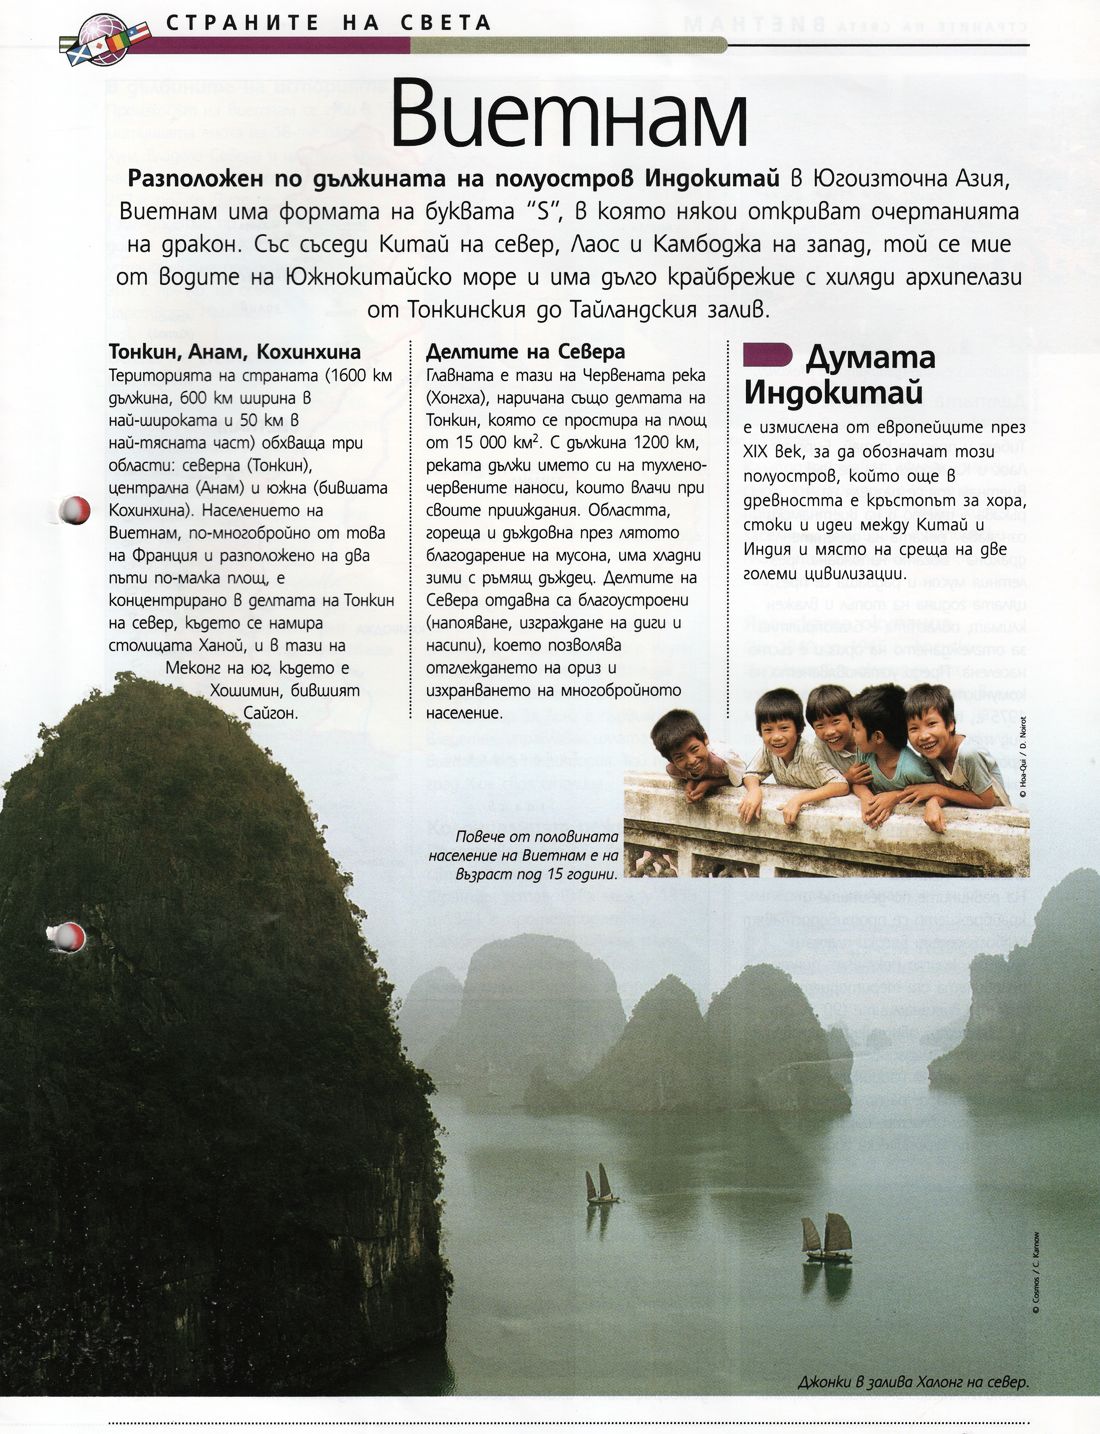 СТРАНИТЕ НА СВЕТА
Виетнам
Разположен по дължината на полуостров Индокитай в Югоизточна Азия,
Виетнам има формата на буквата “S”, в която някои откриват очертанията
на дракон. Със съседи Китай на север, Лаос и Камбоджа на запад, той се мие
от водите на Южнокитайско море и има дълго крайбрежие с хиляди архипелази
от Тонкинския до Тайландския залив.
Тонкин, Анам, Кохинхина
Територията на страната (1600 км
дължина, 600 км ширина в
най-широката и 50 км в
най-тясната част) обхваща три
области: северна (Тонкин),
централна (Анам) и южна (бившата
Кохинхина). Населението на
Виетнам, по-многобройно от това
на Франция и разположено на два
пъти по-малка площ, е
концентрирано в делтата на Тонкин
на север, където се намира
столицата Ханой, и в тази на
Меконг на юг, където е
Хошимин, бившият
Сайгон.
Делтите на Севера
Главната е тази на Червената река
(Хонгха), наричана също делтата на
Тонкин, която се простира на площ
от 15 000 км². С дължина 1200 км,
реката дължи името си на тухлено-
червените наноси, които влачи при
своите прииждания. Областта,
гореща и дъждовна през лятото
благодарение на мусона, има хладни
зими с ръмящ дъждец. Делтите на
Севера отдавна са благоустроени
(напояване, изграждане на диги и
насипи), което позволява
отглеждането на ориз и
изхранването на многобройното
население.
Думата
Индокитай
е измислена от европейците през
XIX век, за да обозначат този
полуостров, който още в
древността е кръстопът за хора,
стоки и идеи между Китай и
Индия и място на среща на две
големи цивилизации.
© Hoa-Qui / D. Noirot
Повече от половината
население на Виетнам е на
възраст под 15 години.
© Cosmos / C. Karnow
Джонки в залива Халонг на север.